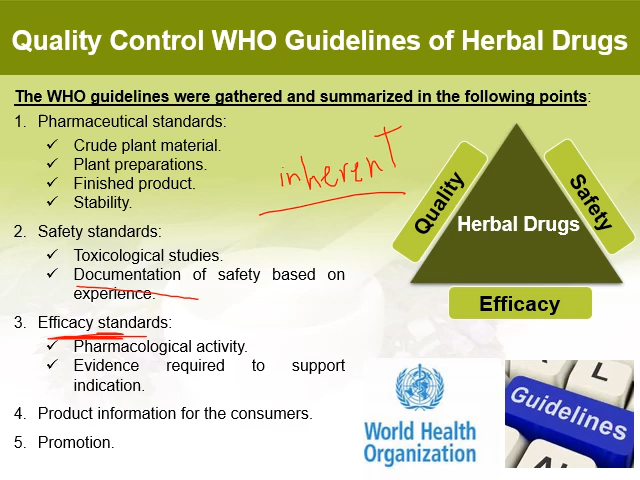 Quality Control WHO Guidelines of Herbal Drugs
The WHO guidelines were gathered and summarized in the following points:
1. Pharmaceutical standards:
✓ Crude plant material.
✓ Plant preparations.
✓ Finished product.
✓ Stability.
inherent
2. Safety standards:
✓ Toxicological studies.
✓ Documentation of safety based on
experience.
3. Efficacy standards:
✓ Pharmacological activity.
✓ Evidence required to support
indication.
4. Product information for the consumers.
5. Promotion.
Quality
Safety
Herbal Drugs
Efficacy
World Health
Organization
L
Guidelines